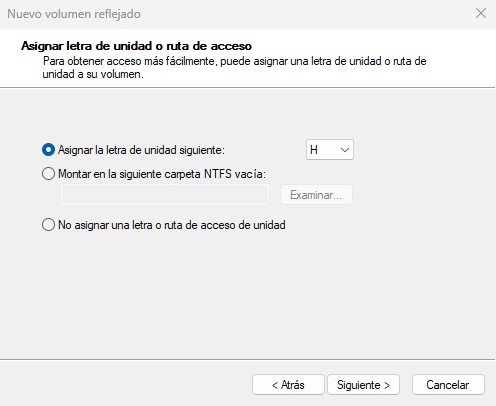 Nuevo volumen reflejado
Asignar letra de unidad o ruta de acceso
Para obtener acceso más fácilmente, puede asignar una letra de unidad o ruta de
unidad a su volumen.
Asignar la letra de unidad siguiente:
H
Montar en la siguiente carpeta NTFS vacía:
Examinar...
No asignar una letra o ruta de acceso de unidad
< Atrás
Siguiente >
Cancelar